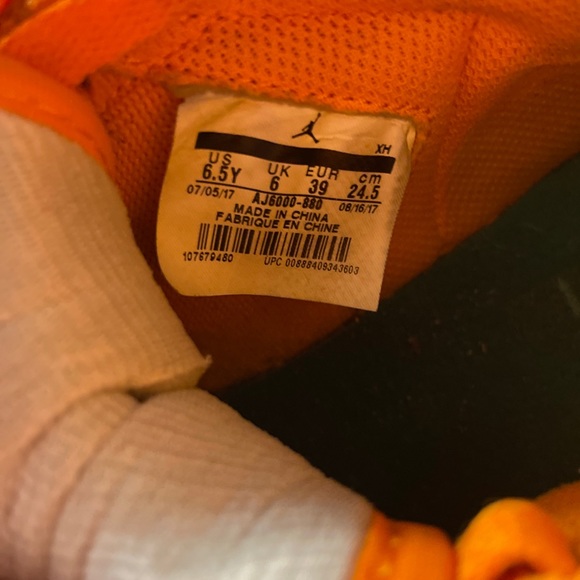 XH
US UK EUR cm
6.5Y 6 39 24.5
07/05/17 AJ6000-880 08/16/17
MADE IN CHINA
FABRIQUE EN CHINE
107679480 UPC 00888409343603